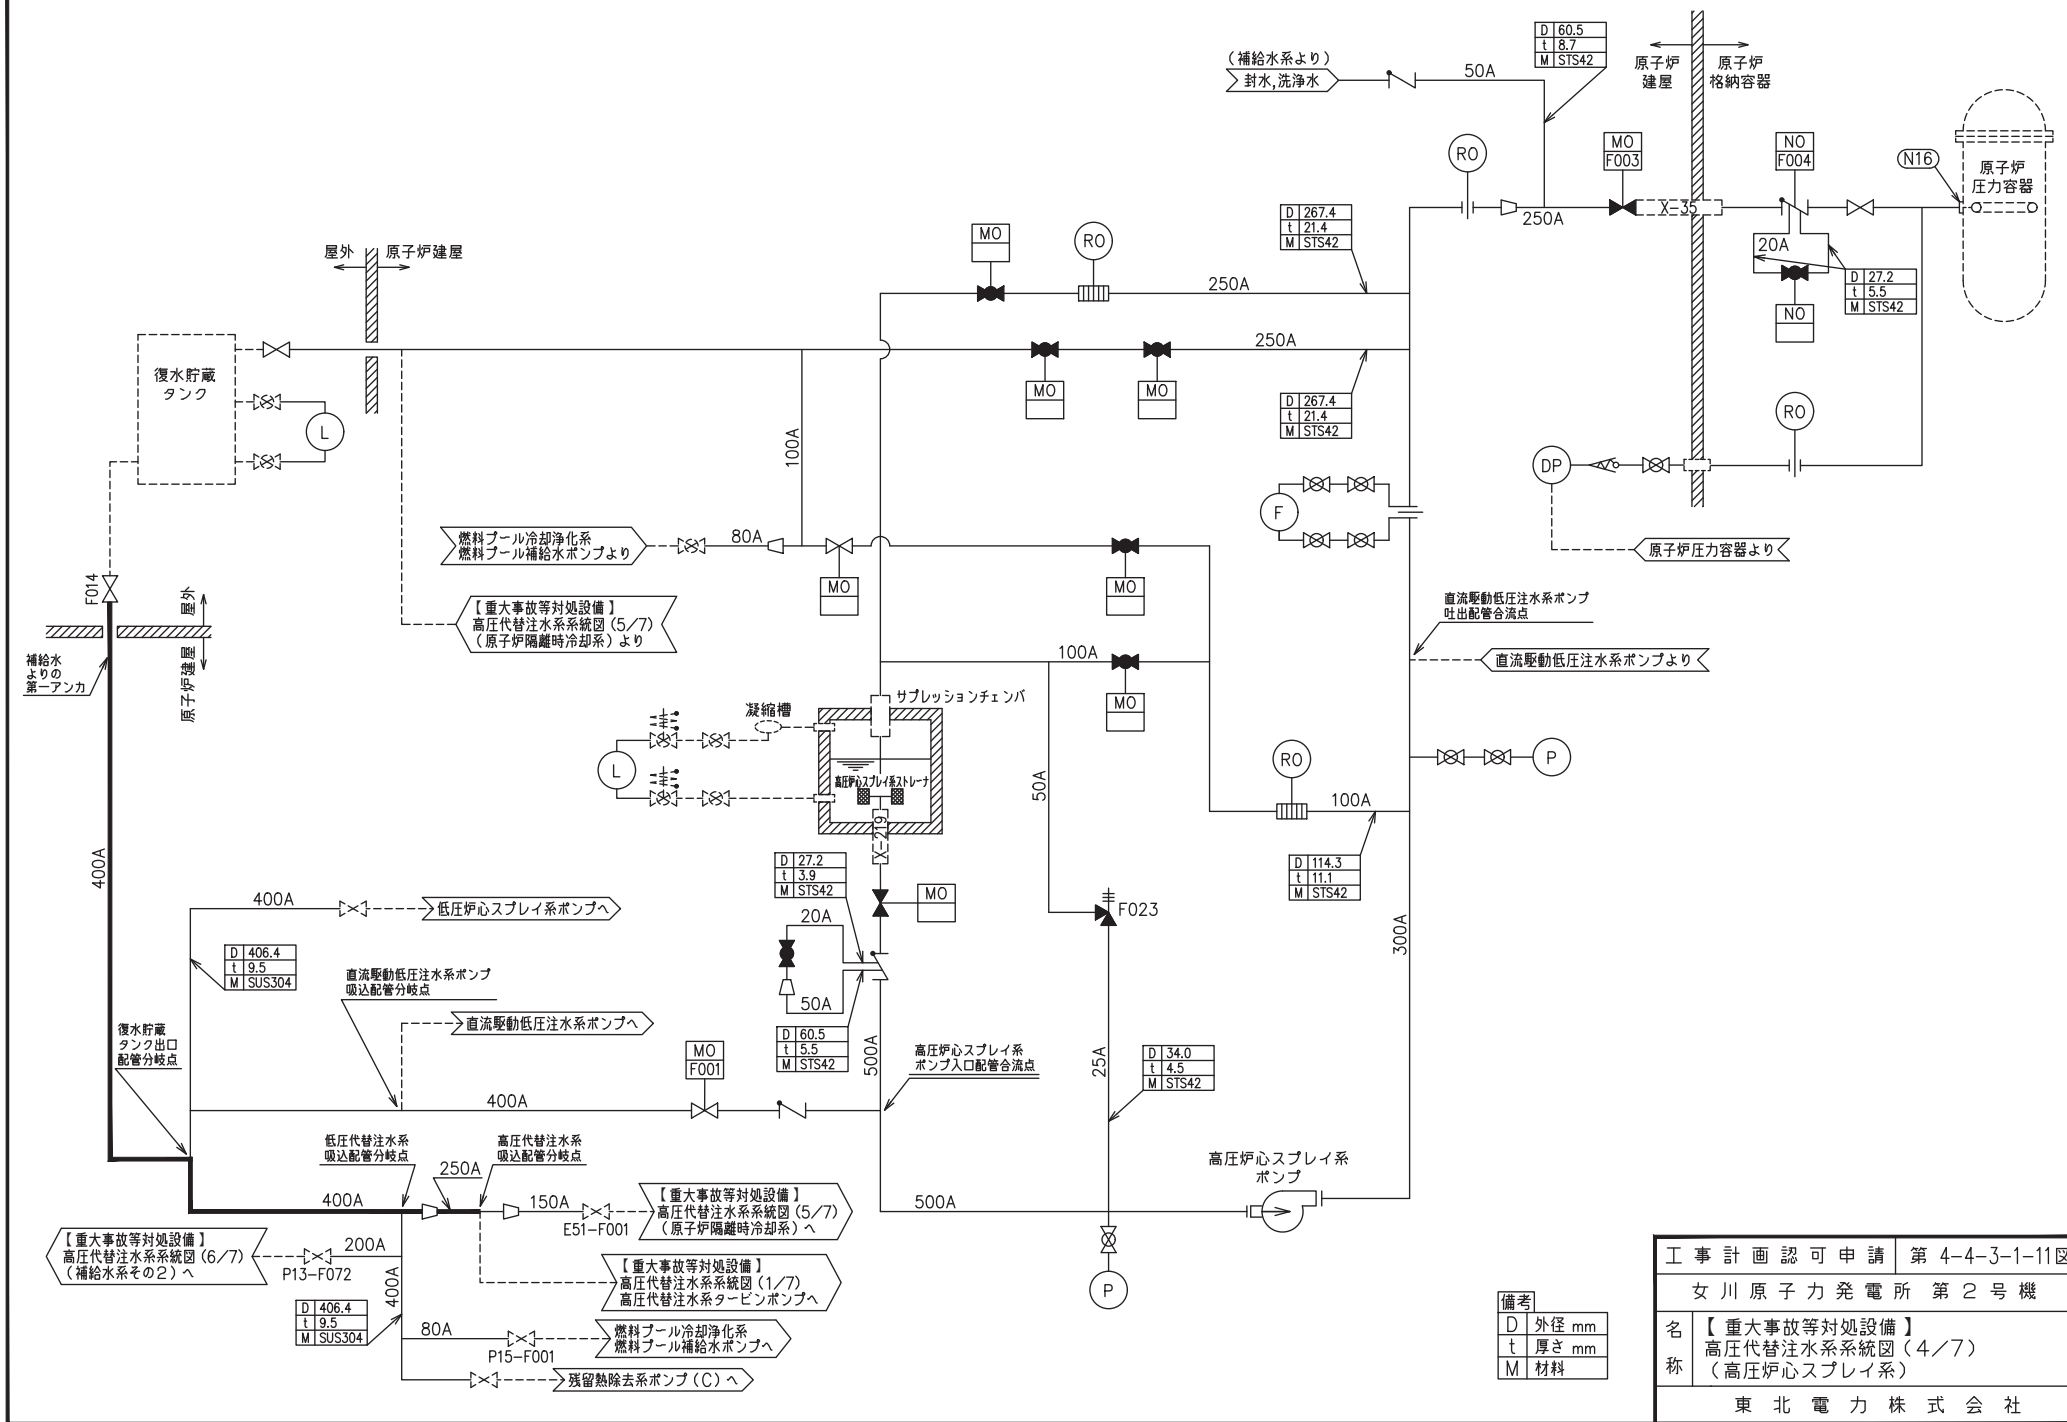 (補給水系より)
封水,洗浄水
50A
D 60.5
t 8.7
M STS42
原子炉
建屋
原子炉
格納容器
RO
MO
F003
NO
F004
N16
原子炉
圧力容器
250A
X-35
20A
D 27.2
t 5.5
M STS42
NO
D 267.4
t 21.4
M STS42
MO
RO
250A
屋外
原子炉建屋
250A
MO
MO
D 267.4
t 21.4
M STS42
復水貯蔵
タンク
L
100A
RO
DP
F
原子炉圧力容器より
燃料プール冷却浄化系
燃料プール補給水ポンプより
80A
MO
MO
F014
屋外
原子炉建屋
補給水
よりの
第一アンカ
【重大事故等対処設備】
高圧代替注水系系統図(5/7)
(原子炉隔離時冷却系)より
直流駆動低圧注水系ポンプ
吐出配管合流点
直流駆動低圧注水系ポンプより
100A
MO
サプレッションチェンバ
凝縮槽
L
高圧炉心スプレイ系ストレーナ
X-219
50A
RO
100A
P
D 114.3
t 11.1
M STS42
400A
D 27.2
t 3.9
M STS42
MO
F023
20A
50A
D 60.5
t 5.5
M STS42
500A
300A
400A
低圧炉心スプレイ系ポンプへ
D 406.4
t 9.5
M SUS304
直流駆動低圧注水系ポンプ
吸込配管分岐点
直流駆動低圧注水系ポンプへ
復水貯蔵
タンク出口
配管分岐点
MO
F001
高圧炉心スプレイ系
ポンプ入口配管合流点
25A
D 34.0
t 4.5
M STS42
400A
低圧代替注水系
吸込配管分岐点
高圧代替注水系
吸込配管分岐点
250A
400A
150A
E51-F001
【重大事故等対処設備】
高圧代替注水系系統図(5/7)
(原子炉隔離時冷却系)へ
500A
高圧炉心スプレイ系
ポンプ
P
【重大事故等対処設備】
高圧代替注水系系統図(6/7)
(補給水系その2)へ
200A
P13-F072
400A
【重大事故等対処設備】
高圧代替注水系系統図(1/7)
高圧代替注水系タービンポンプへ
D 406.4
t 9.5
M SUS304
80A
P15-F001
燃料プール冷却浄化系
燃料プール補給水ポンプへ
残留熱除去系ポンプ(C)へ
備考
D 外径 mm
t 厚さ mm
M 材料
工事計画認可申請 第 4-4-3-1-11図
女川原子力発電所 第2号機
名称
【重大事故等対処設備】
高圧代替注水系系統図(4/7)
(高圧炉心スプレイ系)
東北電力株式会社